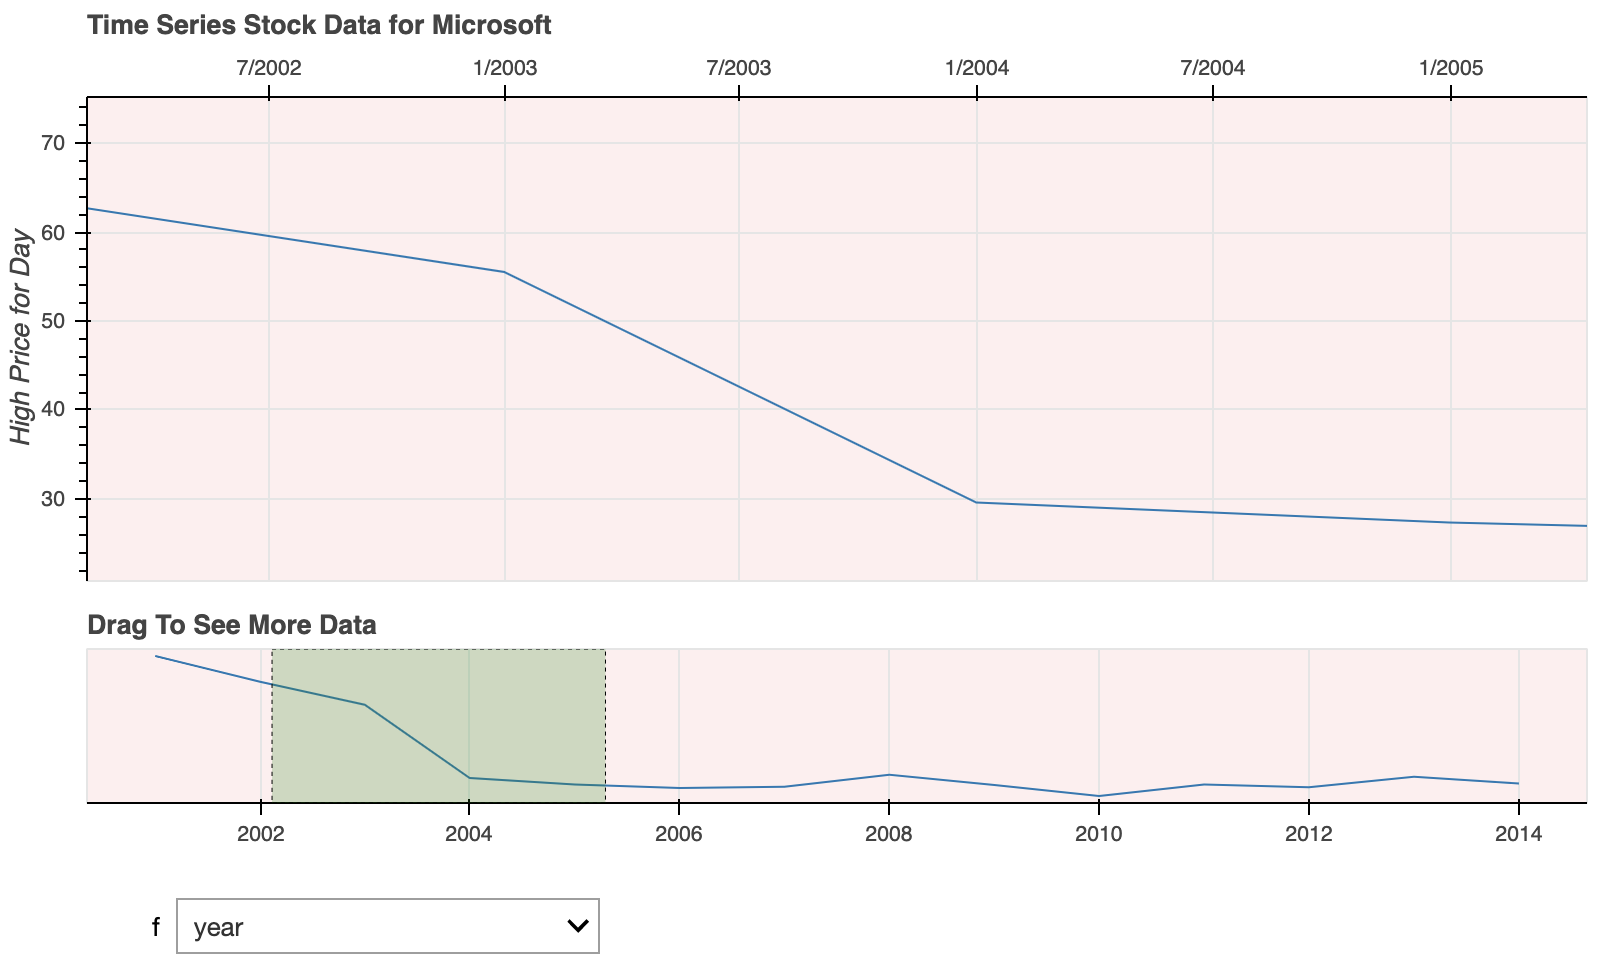 Time Series Stock Data for Microsoft
7/2002 1/2003 7/2003 1/2004 7/2004 1/2005
70
60
50
40
30
High Price for Day
Drag To See More Data
2002 2004 2006 2008 2010 2012 2014
f year